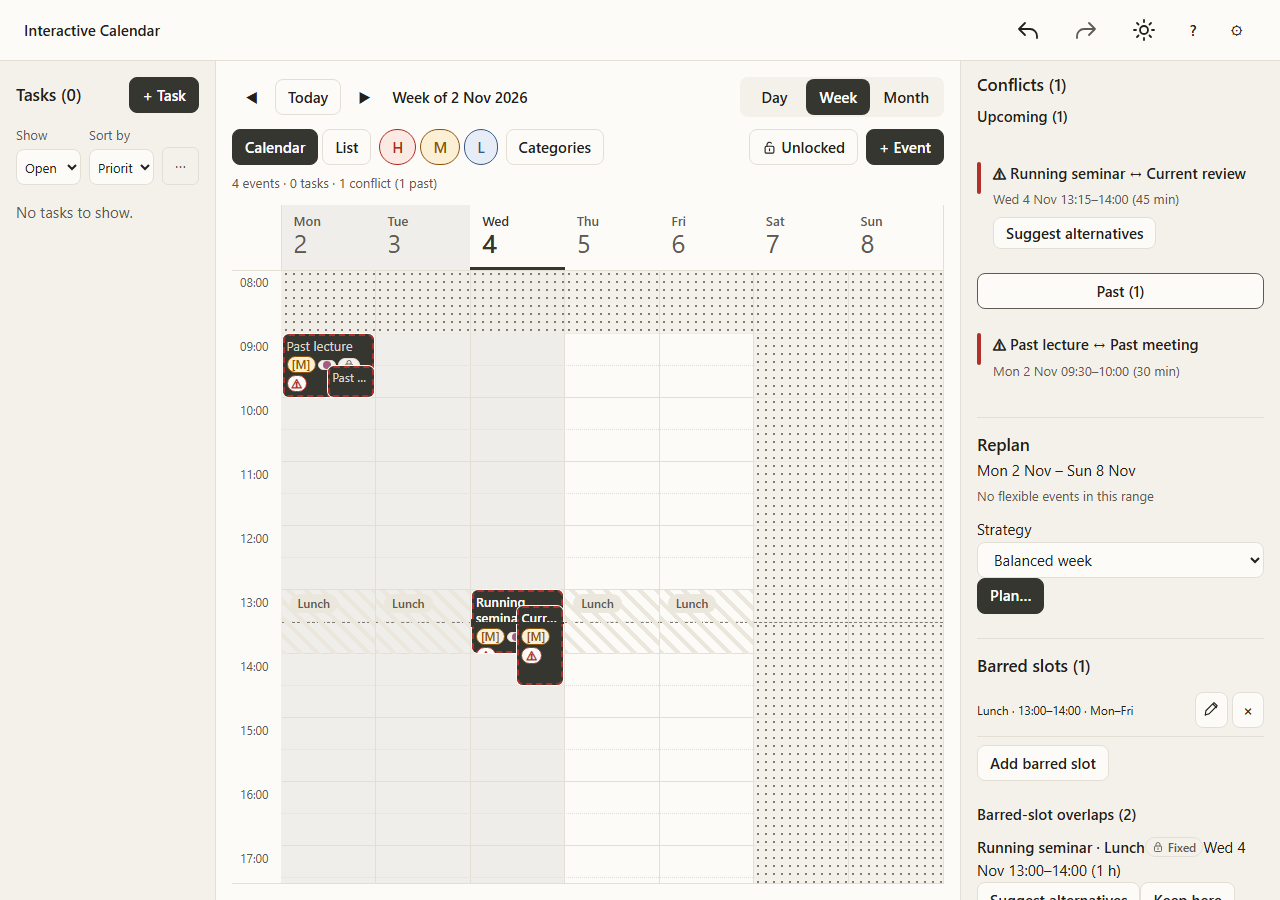 Interactive Calendar
?
Tasks (0)
+ Task
Show
Sort by
Open
Priorit
...
No tasks to show.
◀ Today ▶ Week of 2 Nov 2026
Day Week Month
Calendar List H M L Categories
Unlocked + Event
4 events · 0 tasks · 1 conflict (1 past)
Mon Tue Wed Thu Fri Sat Sun
2 3 4 5 6 7 8
08:00
09:00
Past lecture
[M]
Past ...
10:00
11:00
12:00
13:00
Lunch
Lunch
Running
semina
[M]
Curr...
[M]
Lunch
Lunch
14:00
15:00
16:00
17:00
Conflicts (1)
Upcoming (1)
⚠ Running seminar ↔ Current review
Wed 4 Nov 13:15–14:00 (45 min)
Suggest alternatives
Past (1)
⚠ Past lecture ↔ Past meeting
Mon 2 Nov 09:30–10:00 (30 min)
Replan
Mon 2 Nov – Sun 8 Nov
No flexible events in this range
Strategy
Balanced week
Plan...
Barred slots (1)
Lunch · 13:00–14:00 · Mon–Fri
×
Add barred slot
Barred-slot overlaps (2)
Running seminar · Lunch Fixed Wed 4
Nov 13:00–14:00 (1 h)
Suggest alternatives Keep here